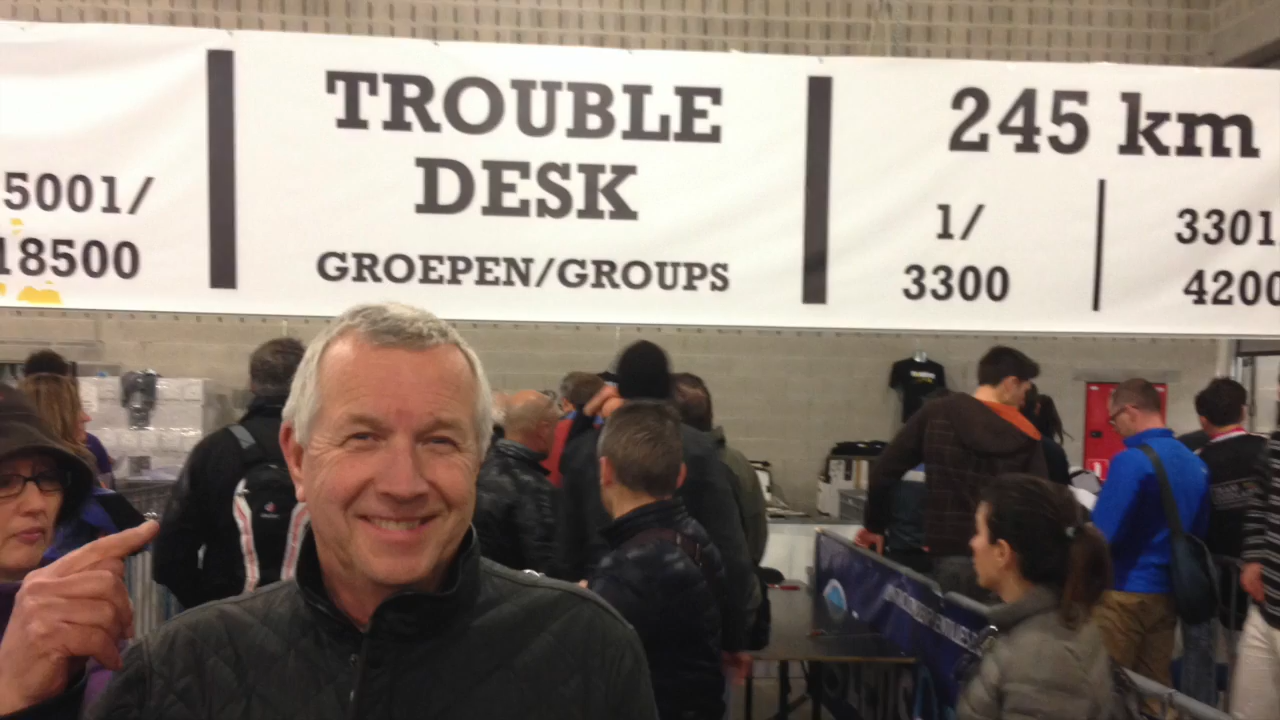 5001/
18500
TROUBLE
DESK
GROEPEN/GROUPS
245 km
1/
3300
3301
4200